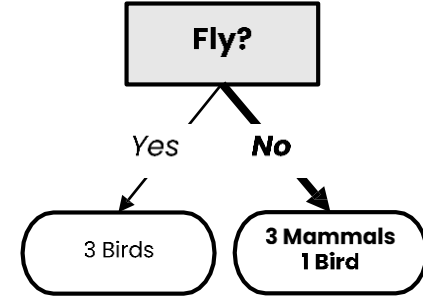 Fly?
Yes
No
3 Birds
3 Mammals
1 Bird